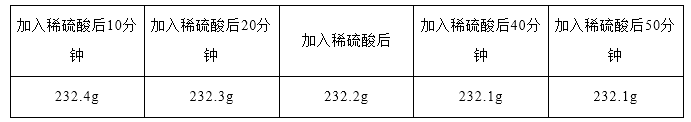 加入稀硫酸后10分 加入稀硫酸后20分 加入稀硫酸后 加入稀硫酸后40分 加入稀硫酸后50分
钟 钟 钟 钟
232.4g 232.3g 232.2g 232.1g 232.1g